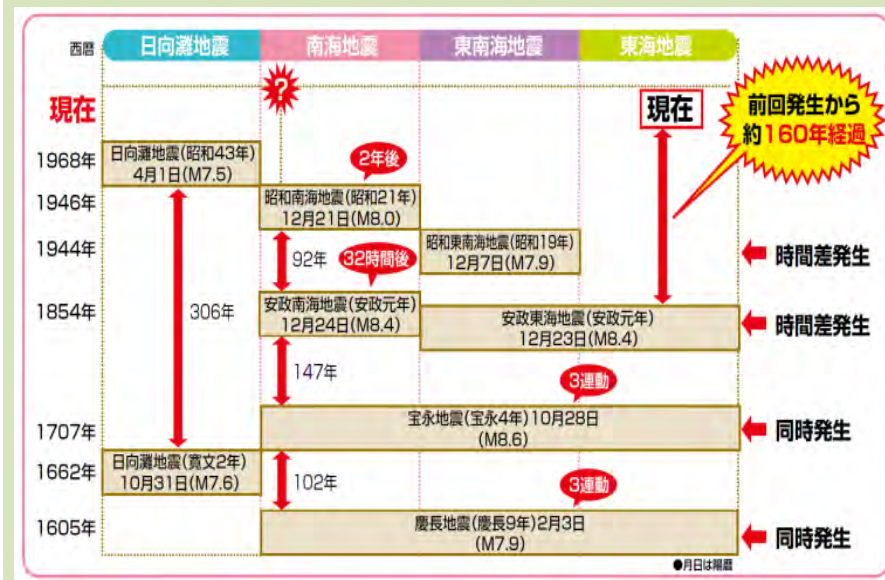 西暦
日向灘地震
南海地震
東南海地震
東海地震
?
現在
現在
前回発生から
約160年経過
1968年
日向灘地震(昭和43年)
4月1日(M7.5)
2年後
1946年
昭和南海地震(昭和21年)
12月21日(M8.0)
1944年
92年
32時間後
昭和東南海地震(昭和19年)
12月7日(M7.9)
時間差発生
1854年
306年
安政南海地震(安政元年)
12月24日(M8.4)
安政東海地震(安政元年)
12月23日(M8.4)
時間差発生
147年
3連動
1707年
宝永地震(宝永4年)10月28日
(M8.6)
同時発生
1662年
日向灘地震(寛文2年)
10月31日(M7.6)
102年
3連動
1605年
慶長地震(慶長9年)2月3日
(M7.9)
同時発生
●月日は陽暦